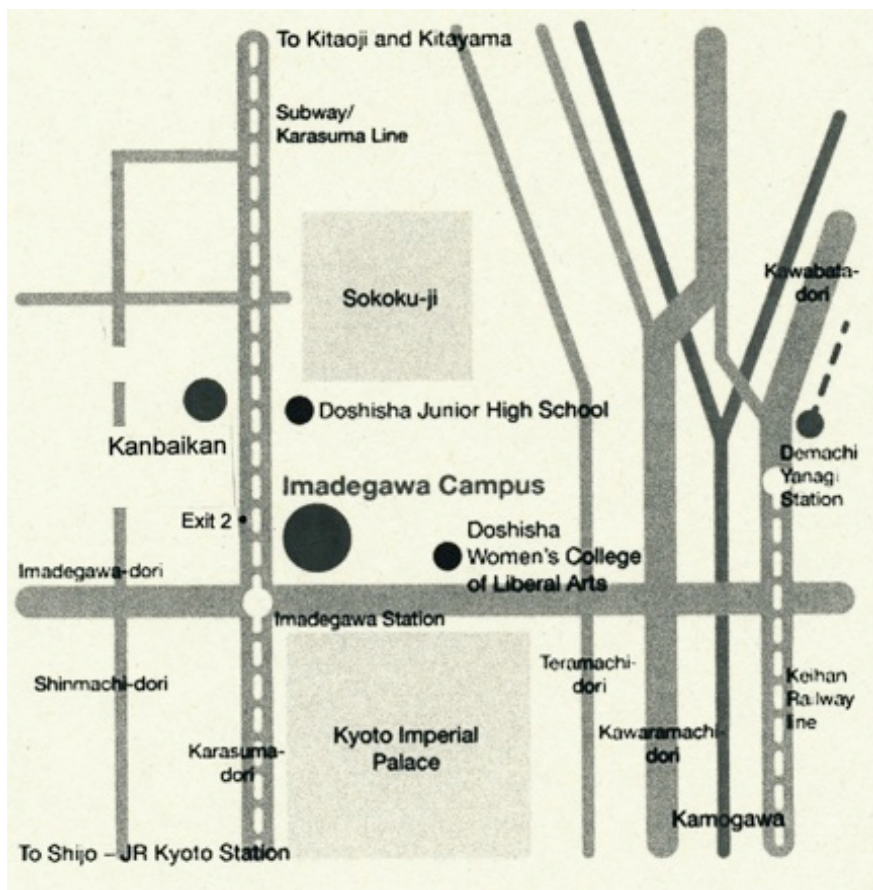 To Kitaoji and Kitayama
Subway/
Karasuma Line
Kawabata-
dori
Sokoku-ji
Doshisha Junior High School
Kanbaikan
Demachi
Yanagi
Station
Imadegawa Campus
Exit 2
Doshisha
Women's College
of Liberal Arts
Imadegawa-dori
Imadegawa Station
Shinmachi-dori
Teramachi-
dori
Keihan
Railway
line
Kyoto Imperial
Palace
Karasuma-
dori
Kawaramachi-
dori
Kamogawa
To Shijo – JR Kyoto Station